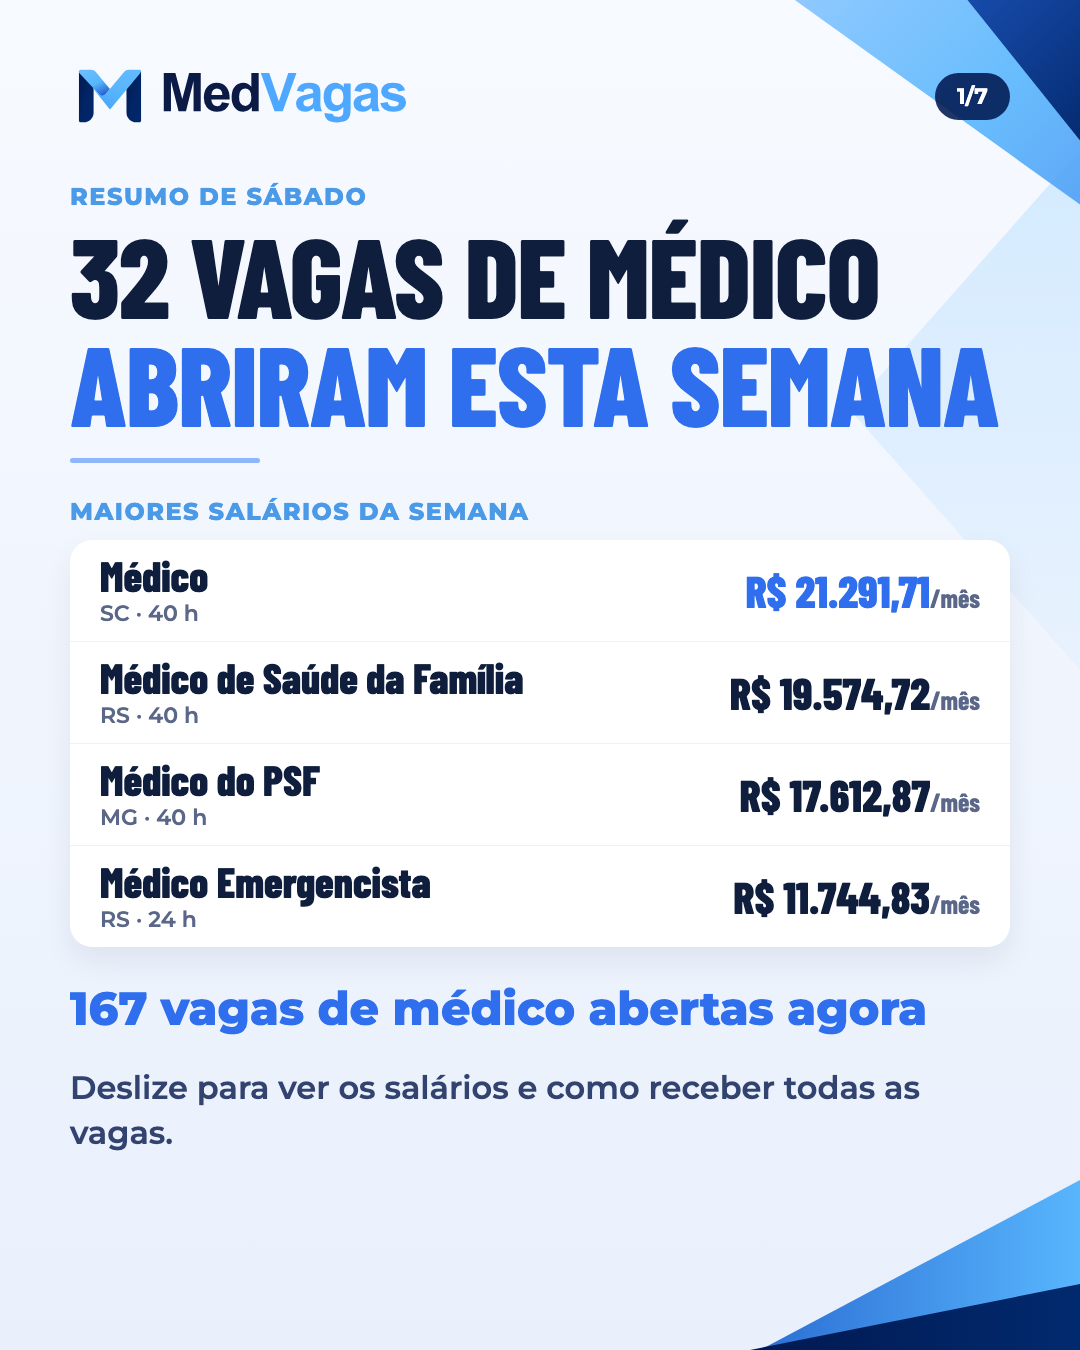 MedVagas
1/7
RESUMO DE SÁBADO
32 VAGAS DE MÉDICO
ABRIRAM ESTA SEMANA
MAIORES SALÁRIOS DA SEMANA
Médico
SC · 40 h
R$ 21.291,71/mês
Médico de Saúde da Família
RS · 40 h
R$ 19.574,72/mês
Médico do PSF
MG · 40 h
R$ 17.612,87/mês
Médico Emergencista
RS · 24 h
R$ 11.744,83/mês
167 vagas de médico abertas agora
Deslize para ver os salários e como receber todas as
vagas.